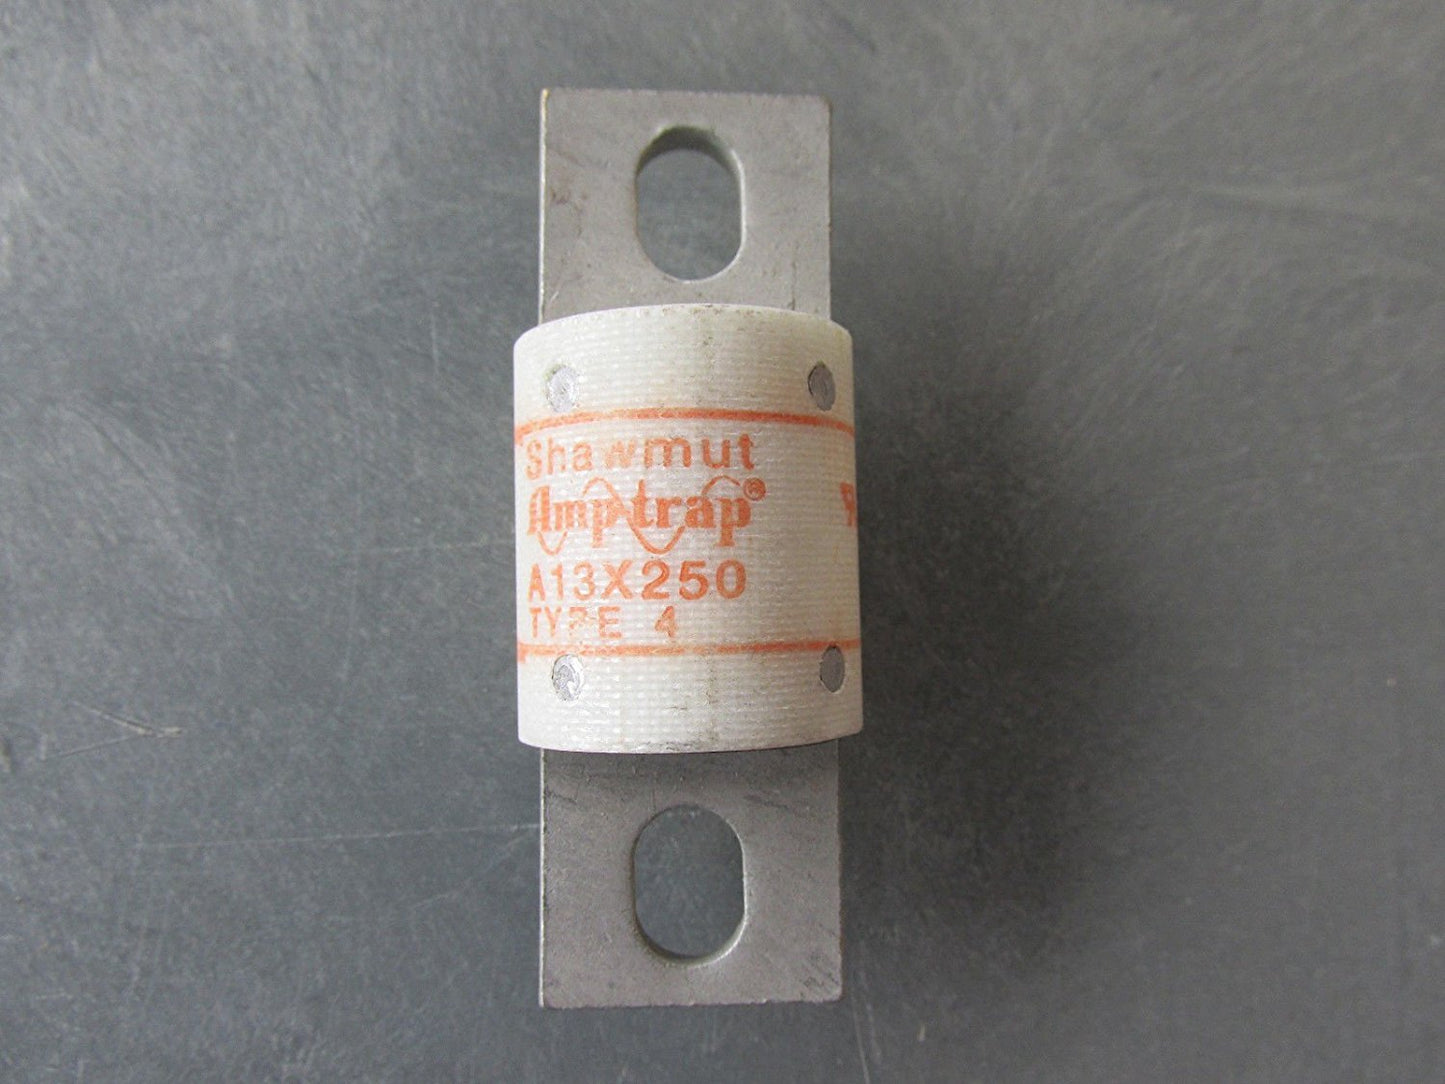 Shawmut
Amp-trap®
A13X250
TYPE 4